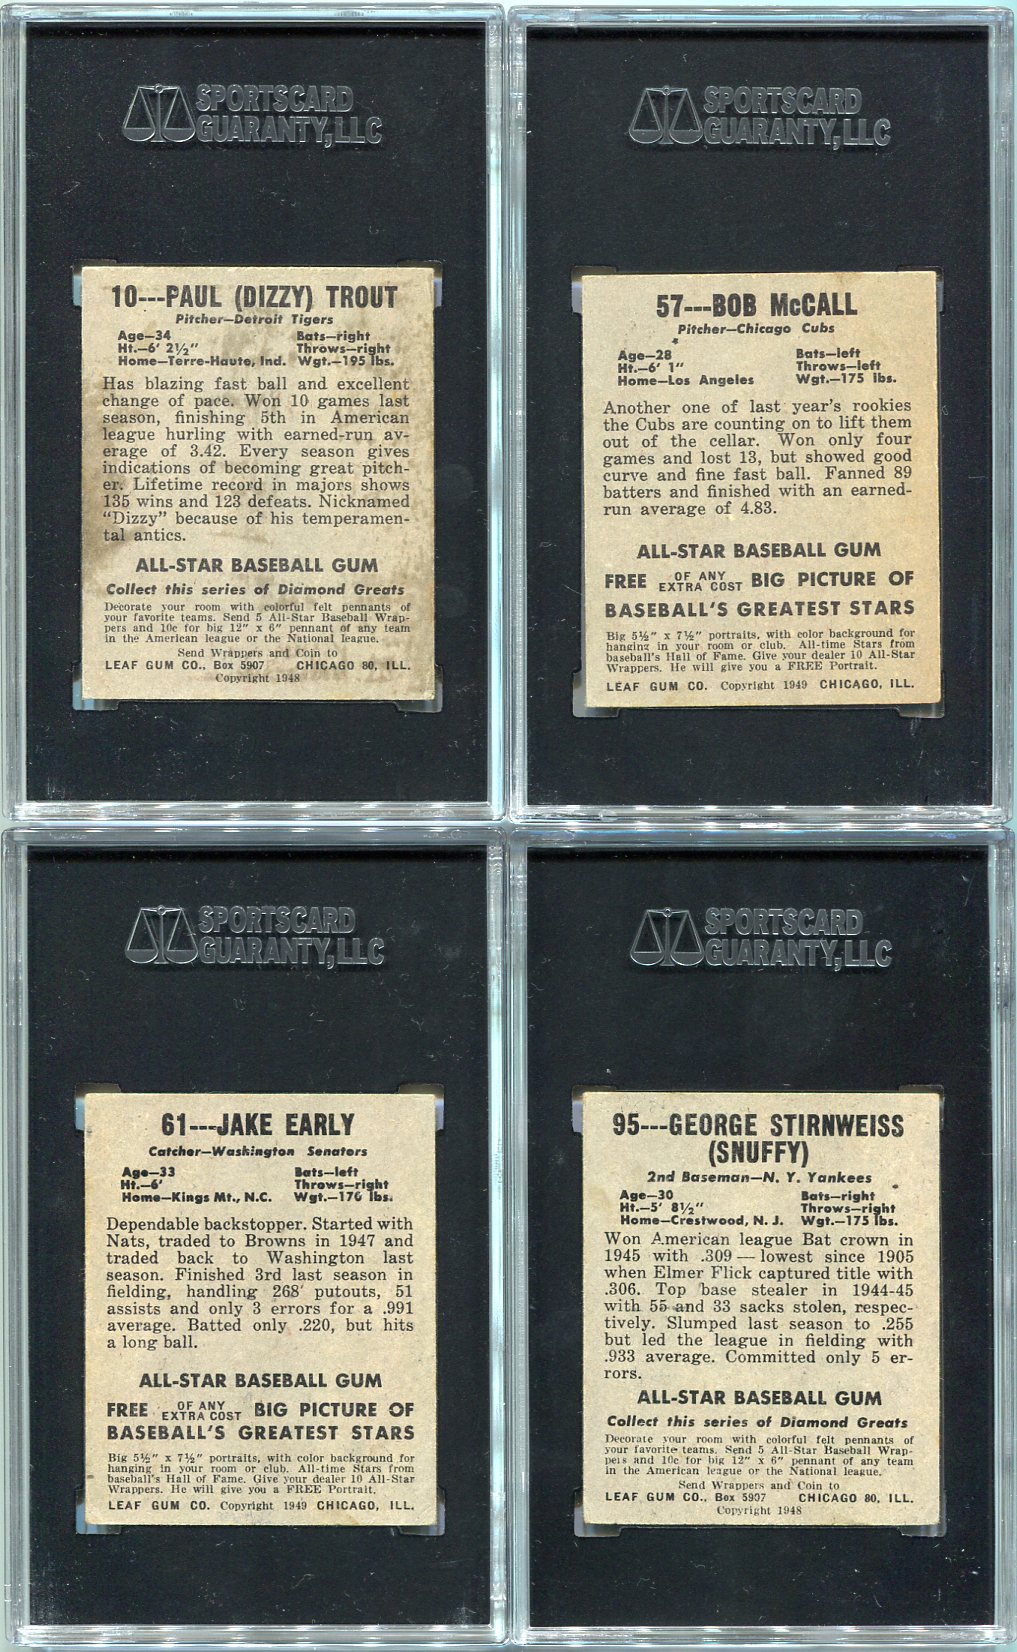 SPORTSCARD
GUARANTY, LLC
10---PAUL (DIZZY) TROUT
Pitcher—Detroit Tigers
Age—34 Bats—right
Ht.—6' 2½" Throws—right
Home—Terre-Haute, Ind. Wgt.—195 lbs.
Has blazing fast ball and excellent
change of pace. Won 10 games last
season, finishing 5th in American
league hurling with earned-run av-
erage of 3.42. Every season gives
indications of becoming great pitch-
er. Lifetime record in majors shows
135 wins and 123 defeats. Nicknamed
"Dizzy" because of his temperamen-
tal antics.
ALL-STAR BASEBALL GUM
Collect this series of Diamond Greats
Decorate your room with colorful felt pennants of
your favorite teams. Send 5 All-Star Baseball Wrap-
pers and 10c for big 12" x 6" pennant of any team
in the American league or the National league.
Send Wrappers and Coin to
LEAF GUM CO., Box 5907 CHICAGO 80, ILL.
Copyright 1948
SPORTSCARD
GUARANTY, LLC
57---BOB McCALL
Pitcher—Chicago Cubs
Age—28 Bats—left
Ht.—6' 1" Throws—left
Home—Los Angeles Wgt.—175 lbs.
Another one of last year's rookies
the Cubs are counting on to lift them
out of the cellar. Won only four
games and lost 13, but showed good
curve and fine fast ball. Fanned 89
batters and finished with an earned-
run average of 4.83.
ALL-STAR BASEBALL GUM
FREE OF ANY EXTRA COST BIG PICTURE OF
BASEBALL'S GREATEST STARS
Big 5½" x 7½" portraits, with color background for
hanging in your room or club. All-time Stars from
baseball's Hall of Fame. Give your dealer 10 All-Star
Wrappers. He will give you a FREE Portrait.
LEAF GUM CO. Copyright 1949 CHICAGO, ILL.
SPORTSCARD
GUARANTY, LLC
61---JAKE EARLY
Catcher—Washington Senators
Age—33 Bats—left
Ht.—6' Throws—right
Home—Kings Mt., N.C. Wgt.—176 lbs.
Dependable backstopper. Started with
Nats, traded to Browns in 1947 and
traded back to Washington last
season. Finished 3rd last season in
fielding, handling 268 putouts, 51
assists and only 3 errors for a .991
average. Batted only .220, but hits
a long ball.
ALL-STAR BASEBALL GUM
FREE OF ANY EXTRA COST BIG PICTURE OF
BASEBALL'S GREATEST STARS
Big 5½" x 7½" portraits, with color background for
hanging in your room or club. All-time Stars from
baseball's Hall of Fame. Give your dealer 10 All-Star
Wrappers. He will give you a FREE Portrait.
LEAF GUM CO. Copyright 1949 CHICAGO, ILL.
SPORTSCARD
GUARANTY, LLC
95---GEORGE STIRNWEISS
(SNUFFY)
2nd Baseman—N. Y. Yankees
Age—30 Bats—right
Ht.—5' 8½" Throws—right
Home—Crestwood, N. J. Wgt.—175 lbs.
Won American league Bat crown in
1945 with .309 — lowest since 1905
when Elmer Flick captured title with
.306. Top base stealer in 1944-45
with 55 and 33 sacks stolen, respec-
tively. Slumped last season to .255
but led the league in fielding with
.933 average. Committed only 5 er-
rors.
ALL-STAR BASEBALL GUM
Collect this series of Diamond Greats
Decorate your room with colorful felt pennants of
your favorite teams. Send 5 All-Star Baseball Wrap-
pers and 10c for big 12" x 6" pennant of any team
in the American league or the National league.
Send Wrappers and Coin to
LEAF GUM CO., Box 5907 CHICAGO 80, ILL.
Copyright 1948